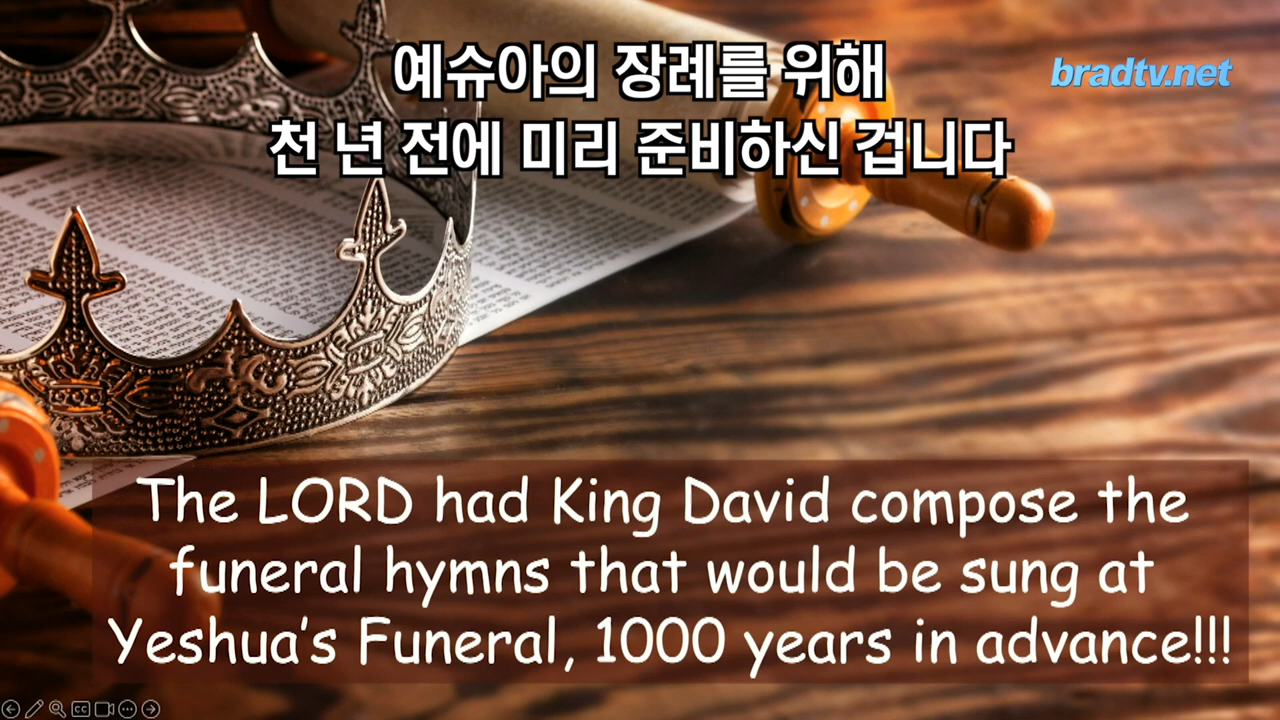 예슈아의 장례를 위해
bradtv.net
천 년 전에 미리 준비하신 겁니다
The LORD had King David compose the
funeral hymns that would be sung at
Yeshua's Funeral, 1000 years in advance!!!